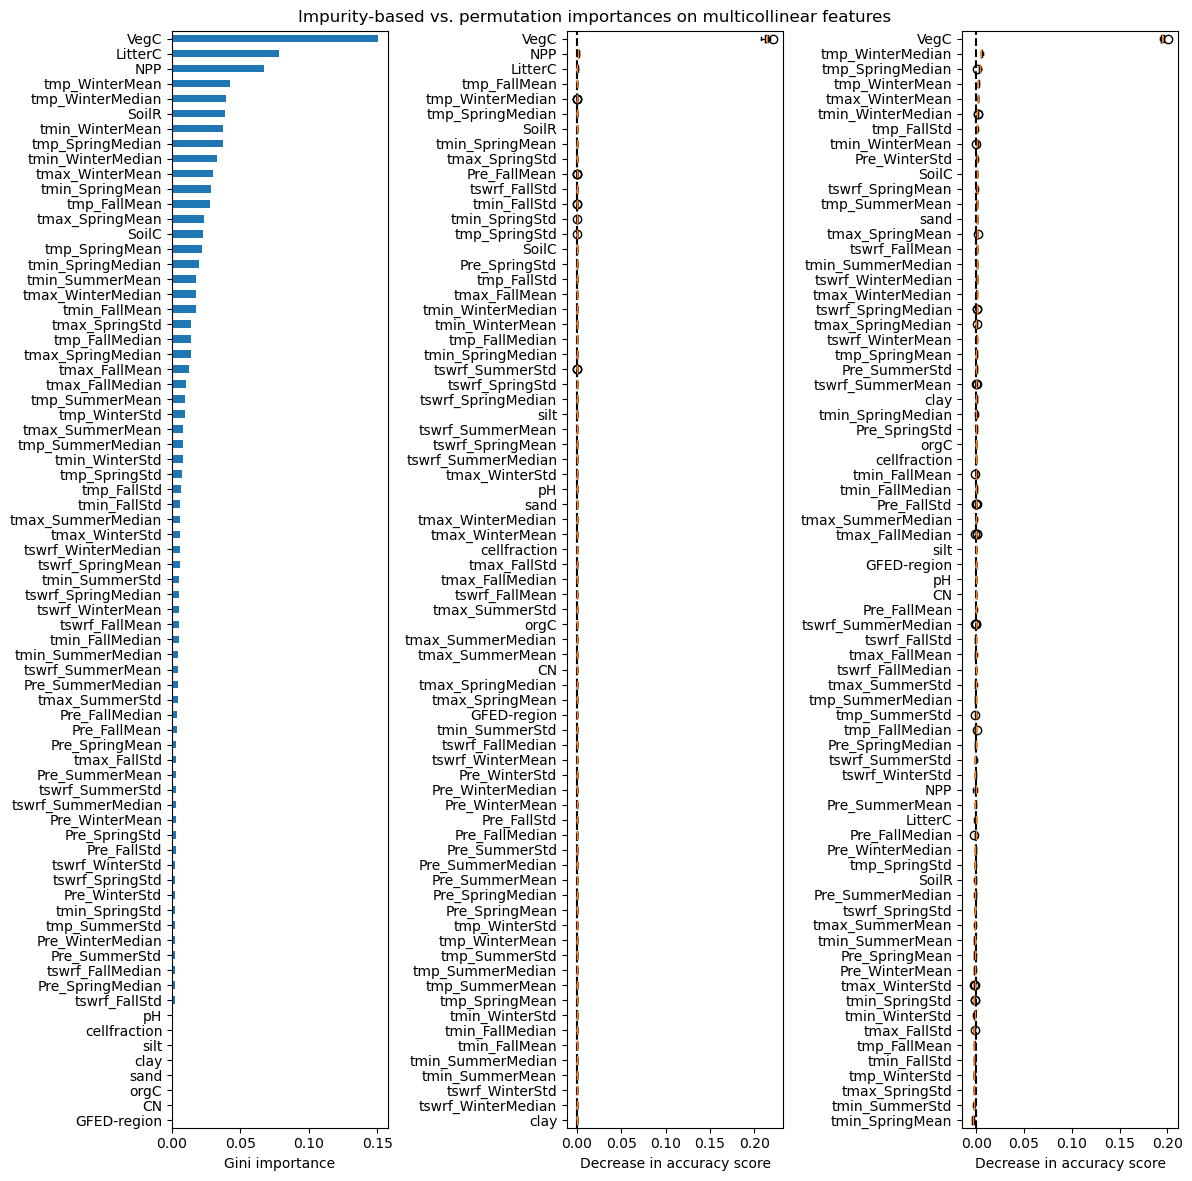 Impurity-based vs. permutation importances on multicollinear features
VegC
LitterC
NPP
tmp_WinterMean
tmp_WinterMedian
SoilR
tmin_WinterMean
tmp_SpringMedian
tmin_WinterMedian
tmax_WinterMean
tmin_SpringMean
tmp_FallMean
tmax_SpringMean
SoilC
tmp_SpringMean
tmin_SpringMedian
tmin_SummerMean
tmax_WinterMedian
tmin_FallMean
tmax_SpringStd
tmp_FallMedian
tmax_SpringMedian
tmax_FallMean
tmax_FallMedian
tmp_SummerMean
tmp_WinterStd
tmax_SummerMean
tmp_SummerMedian
tmin_WinterStd
tmp_SpringStd
tmp_FallStd
tmin_FallStd
tmax_SummerMedian
tmax_WinterStd
tswrf_WinterMedian
tswrf_SpringMean
tmin_SummerStd
tswrf_SpringMedian
tswrf_WinterMean
tswrf_FallMean
tmin_FallMedian
tmin_SummerMedian
tswrf_SummerMean
Pre_SummerMedian
tmax_SummerStd
Pre_FallMedian
Pre_FallMean
Pre_SpringMean
tmax_FallStd
Pre_SummerMean
tswrf_SummerStd
tswrf_SummerMedian
Pre_WinterMean
Pre_SpringStd
Pre_FallStd
tswrf_WinterStd
tswrf_SpringStd
Pre_WinterStd
tmin_SpringStd
tmp_SummerStd
Pre_WinterMedian
Pre_SummerStd
tswrf_FallMedian
Pre_SpringMedian
tswrf_FallStd
pH
cellfraction
silt
clay
sand
orgC
CN
GFED-region
0.00 0.05 0.10 0.15
Gini importance
VegC
NPP
LitterC
tmp_FallMean
tmp_WinterMedian
tmp_SpringMedian
SoilR
tmin_SpringMean
tmax_SpringStd
Pre_FallMean
tswrf_FallStd
tmin_FallStd
tmin_SpringStd
tmp_SpringStd
SoilC
Pre_SpringStd
tmp_FallStd
tmax_FallMean
tmin_WinterMedian
tmin_WinterMean
tmp_FallMedian
tmin_SpringMedian
tswrf_SummerStd
tswrf_SpringStd
tswrf_SpringMedian
silt
tswrf_SummerMean
tswrf_SpringMean
tswrf_SummerMedian
tmax_WinterStd
pH
sand
tmax_WinterMedian
tmax_WinterMean
cellfraction
tmax_FallStd
tmax_FallMedian
tswrf_FallMean
tmax_SummerStd
orgC
tmax_SummerMedian
tmax_SummerMean
CN
tmax_SpringMedian
tmax_SpringMean
GFED-region
tmin_SummerStd
tswrf_FallMedian
tswrf_WinterMean
Pre_WinterStd
Pre_WinterMedian
Pre_WinterMean
Pre_FallStd
Pre_FallMedian
Pre_SummerStd
Pre_SummerMedian
Pre_SummerMean
Pre_SpringMedian
Pre_SpringMean
tmp_WinterStd
tmp_WinterMean
tmp_SummerStd
tmp_SummerMedian
tmp_SummerMean
tmp_SpringMean
tmin_WinterStd
tmin_FallMedian
tmin_FallMean
tmin_SummerMedian
tmin_SummerMean
tswrf_WinterStd
tswrf_WinterMedian
clay
0.00 0.05 0.10 0.15 0.20
Decrease in accuracy score
VegC
tmp_WinterMedian
tmp_SpringMedian
tmp_WinterMean
tmax_WinterMean
tmin_WinterMedian
tmp_FallStd
tmin_WinterMean
Pre_WinterStd
SoilC
tswrf_SpringMean
tmp_SummerMean
sand
tmax_SpringMean
tswrf_FallMean
tmin_SummerMedian
tswrf_WinterMedian
tmax_WinterMedian
tswrf_SpringMedian
tmax_SpringMedian
tswrf_WinterMean
tmp_SpringMean
Pre_SummerStd
tswrf_SummerMean
clay
tmin_SpringMedian
Pre_SpringStd
orgC
cellfraction
tmin_FallMean
tmin_FallMedian
Pre_FallStd
tmax_SummerMedian
tmax_FallMedian
silt
GFED-region
pH
CN
Pre_FallMean
tswrf_SummerMedian
tswrf_FallStd
tmax_FallMean
tswrf_FallMedian
tmax_SummerStd
tmp_SummerMedian
tmp_SummerStd
tmp_FallMedian
Pre_SpringMedian
tswrf_SummerStd
tswrf_WinterStd
NPP
Pre_SummerMean
LitterC
Pre_FallMedian
Pre_WinterMedian
tmp_SpringStd
SoilR
Pre_SummerMedian
tswrf_SpringStd
tmax_SummerMean
tmin_SummerMean
Pre_SpringMean
Pre_WinterMean
tmax_WinterStd
tmin_SpringStd
tmin_WinterStd
tmax_FallStd
tmp_FallMean
tmin_FallStd
tmp_WinterStd
tmax_SpringStd
tmin_SummerStd
tmin_SpringMean
0.00 0.05 0.10 0.15 0.20
Decrease in accuracy score